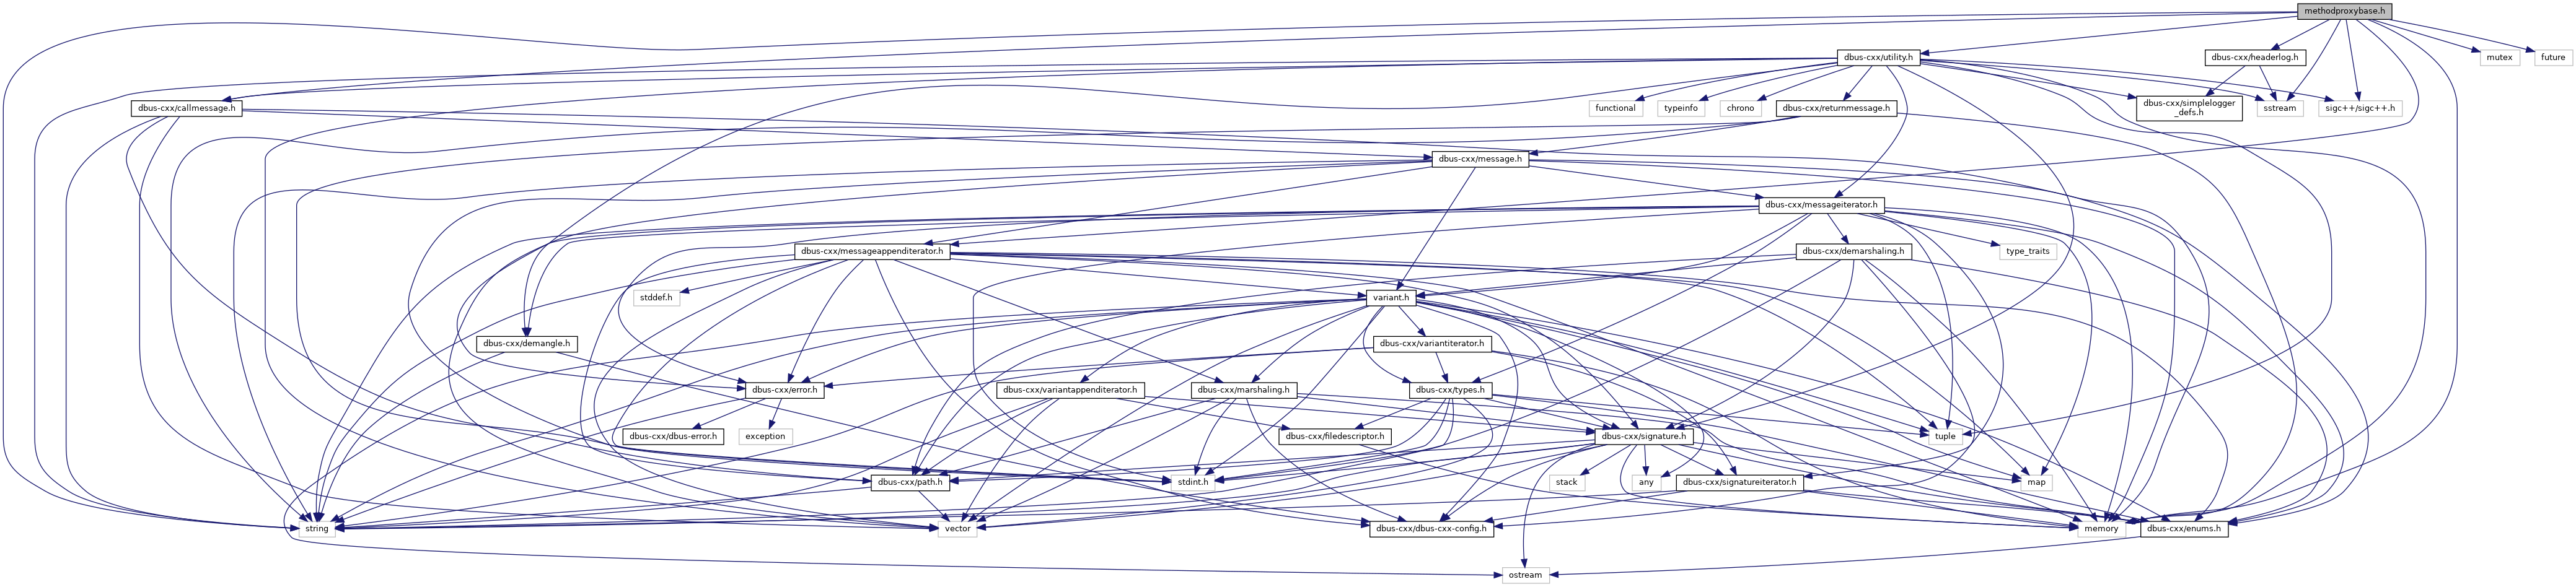 methodproxybase.h
dbus-cxx/utility.h
dbus-cxx/headerlog.h
mutex
future
dbus-cxx/callmessage.h
functional
typeinfo
chrono
dbus-cxx/returnmessage.h
dbus-cxx/simplelogger
_defs.h
sstream
sigc++/sigc++.h
dbus-cxx/message.h
dbus-cxx/messageiterator.h
dbus-cxx/messageappenditerator.h
dbus-cxx/demarshaling.h
type_traits
stddef.h
variant.h
dbus-cxx/demangle.h
dbus-cxx/variantiterator.h
dbus-cxx/error.h
dbus-cxx/variantappenditerator.h
dbus-cxx/marshaling.h
dbus-cxx/types.h
dbus-cxx/dbus-error.h
exception
dbus-cxx/filedescriptor.h
dbus-cxx/signature.h
tuple
dbus-cxx/path.h
stdint.h
stack
any
dbus-cxx/signatureiterator.h
map
string
vector
dbus-cxx/dbus-cxx-config.h
memory
dbus-cxx/enums.h
ostream